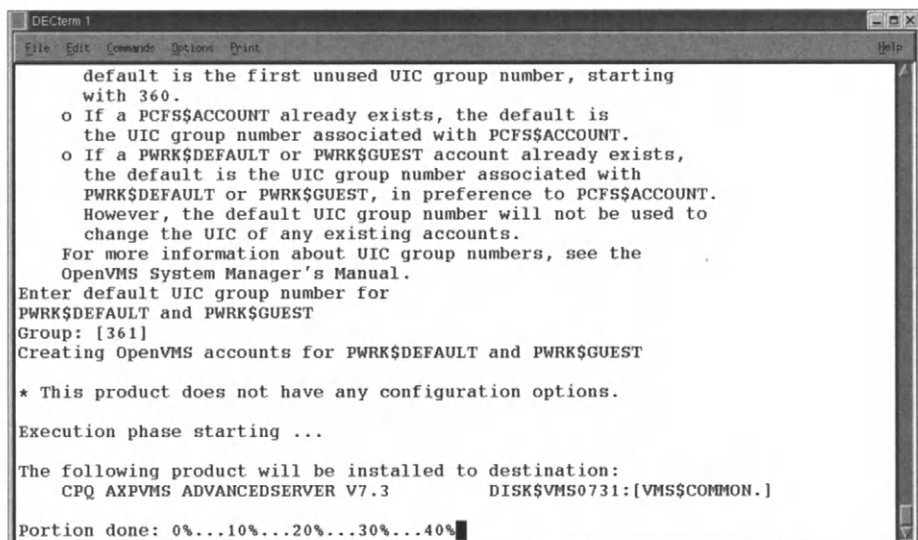 DECterm 1
File Edit Commands Options Print Help
default is the first unused UIC group number, starting
with 360.
o If a PCFS$ACCOUNT already exists, the default is
the UIC group number associated with PCFS$ACCOUNT.
o If a PWRK$DEFAULT or PWRK$GUEST account already exists,
the default is the UIC group number associated with
PWRK$DEFAULT or PWRK$GUEST, in preference to PCFS$ACCOUNT.
However, the default UIC group number will not be used to
change the UIC of any existing accounts.
For more information about UIC group numbers, see the
OpenVMS System Manager's Manual.
Enter default UIC group number for
PWRK$DEFAULT and PWRK$GUEST
Group: [361]
Creating OpenVMS accounts for PWRK$DEFAULT and PWRK$GUEST
* This product does not have any configuration options.
Execution phase starting ...
The following product will be installed to destination:
CPQ AXPVMS ADVANCEDSERVER V7.3 DISK$VMS0731:[VMS$COMMON.]
Portion done: 0%...10%...20%...30%...40%